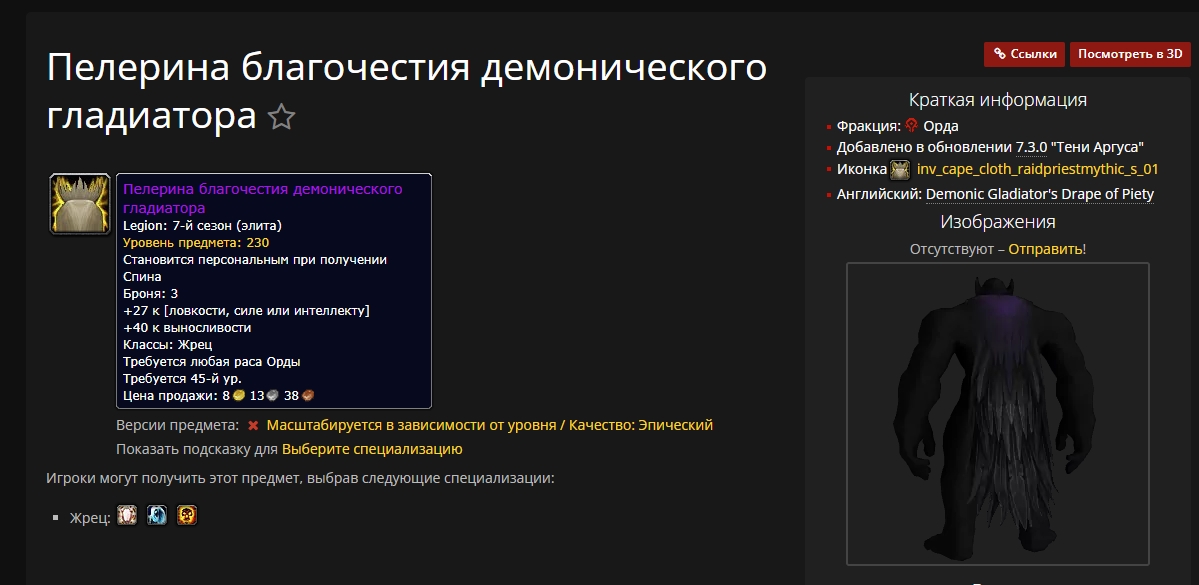 Пелерина благочестия демонического
гладиатора
Пелерина благочестия демонического
гладиатора
Legion: 7-й сезон (элита)
Уровень предмета: 230
Становится персональным при получении
Спина
Броня: 3
+27 к [ловкости, силе или интеллекту]
+40 к выносливости
Классы: Жрец
Требуется любая раса Орды
Требуется 45-й ур.
Цена продажи: 8 13 38
Версии предмета: Масштабируется в зависимости от уровня / Качество: Эпический
Показать подсказку для Выберите специализацию
Игроки могут получить этот предмет, выбрав следующие специализации:
Жрец:
Ссылки
Посмотреть в 3D
Краткая информация
Фракция: Орда
Добавлено в обновлении 7.3.0 "Тени Аргуса"
Иконка inv_cape_cloth_raidpriestmythic_s_01
Английский: Demonic Gladiator's Drape of Piety
Изображения
Отсутствуют – Отправить!